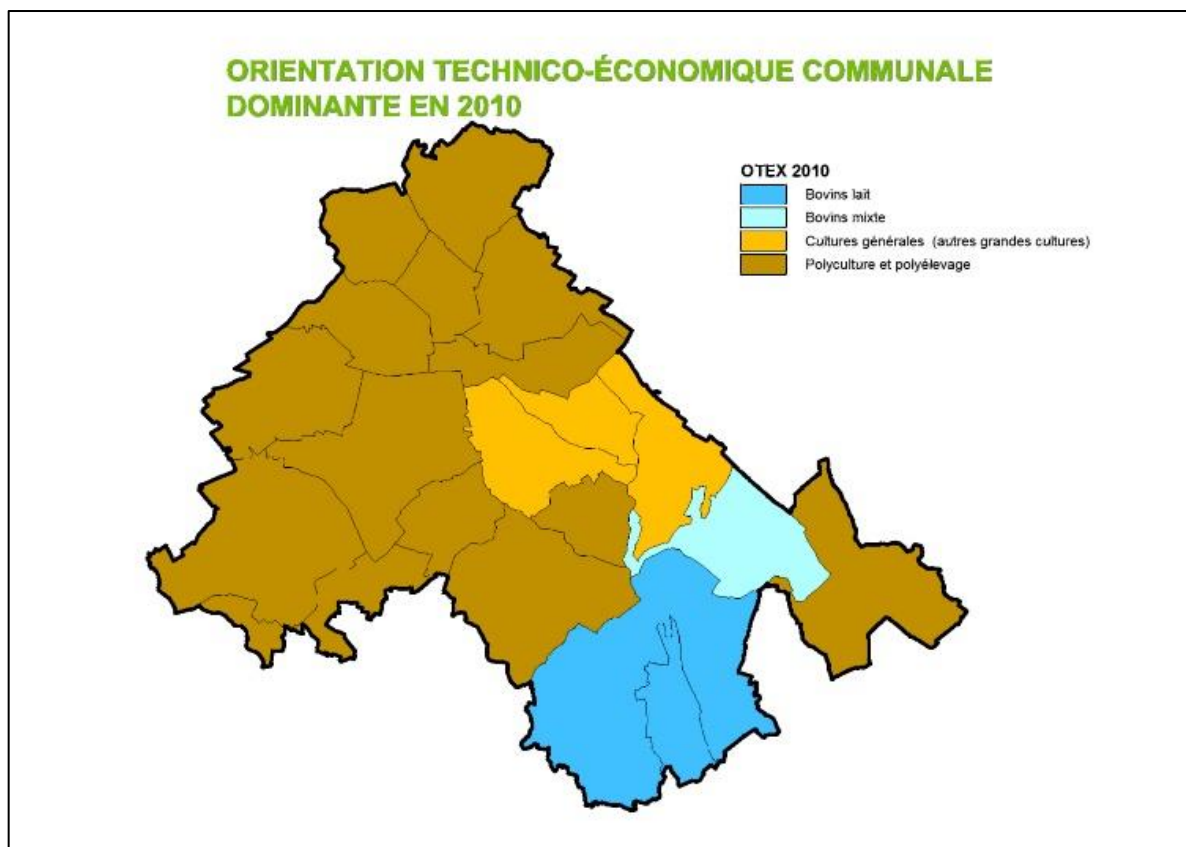 ORIENTATION TECHNICO-ÉCONOMIQUE COMMUNALE
DOMINANTE EN 2010
OTEX 2010
Bovins lait
Bovins mixte
Cultures générales (autres grandes cultures)
Polyculture et polyélevage